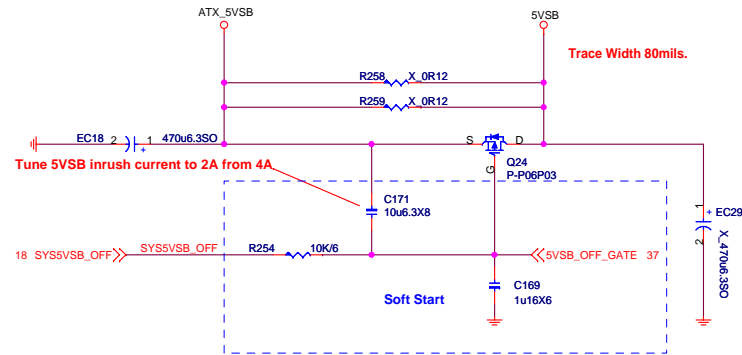 ATX_5VSB
5VSB
Trace Width 80mils.
R258 X_0R12
R259 X_0R12
EC18 2 1 470u6.3SO
+
S D
G
Q24
P-P06P03
Tune 5VSB inrush current to 2A from 4A
C171
10u6.3X8
1
+ EC29
2
X_470u6.3SO
18 SYS5VSB_OFF
SYS5VSB_OFF
R254 10K/6
5VSB_OFF_GATE 37
C169
1u16X6
Soft Start